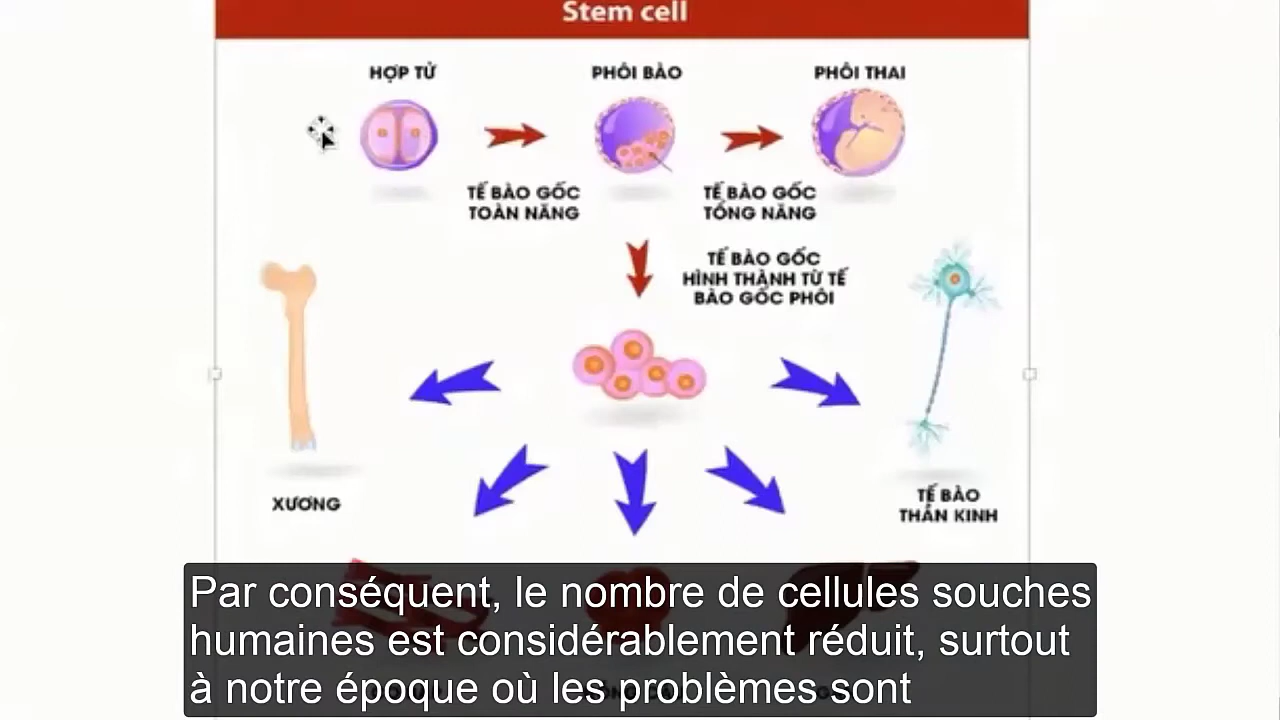 Stem cell
HỢP TỬ
PHÔI BÀO
PHÔI THAI
TẾ BÀO GỐC
TOÀN NĂNG
TẾ BÀO GỐC
TỔNG NĂNG
TẾ BÀO GỐC
HÌNH THÀNH TỪ TẾ
BÀO GỐC PHÔI
XƯƠNG
TẾ BÀO
THẦN KINH
Par conséquent, le nombre de cellules souches
humaines est considérablement réduit, surtout
à notre époque où les problèmes sont